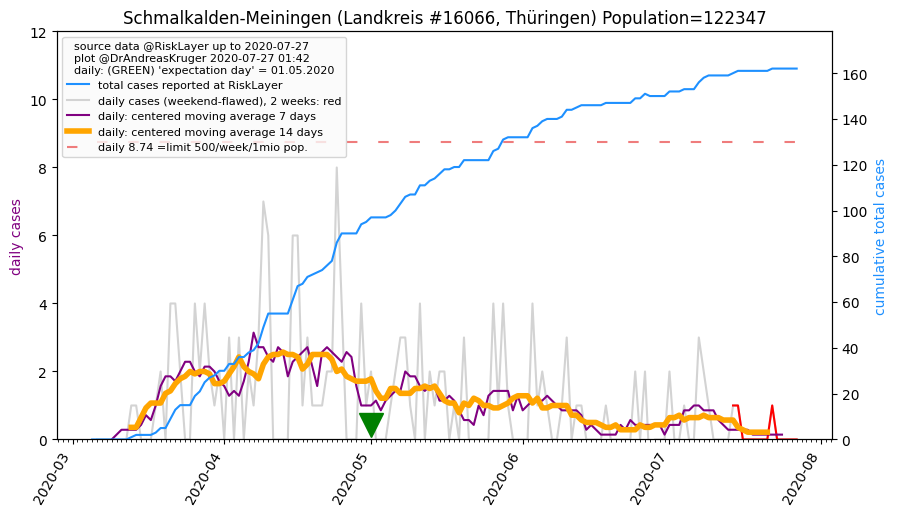 Schmalkalden-Meiningen (Landkreis #16066, Thüringen) Population=122347
source data @RiskLayer up to 2020-07-27
plot @DrAndreasKruger 2020-07-27 01:42
daily: (GREEN) 'expectation day' = 01.05.2020
total cases reported at RiskLayer
daily cases (weekend-flawed), 2 weeks: red
daily: centered moving average 7 days
daily: centered moving average 14 days
daily 8.74 =limit 500/week/1mio pop.
daily cases
12
10
8
6
4
2
0
cumulative total cases
160
140
120
100
80
60
40
20
0
2020-03
2020-04
2020-05
2020-06
2020-07
2020-08